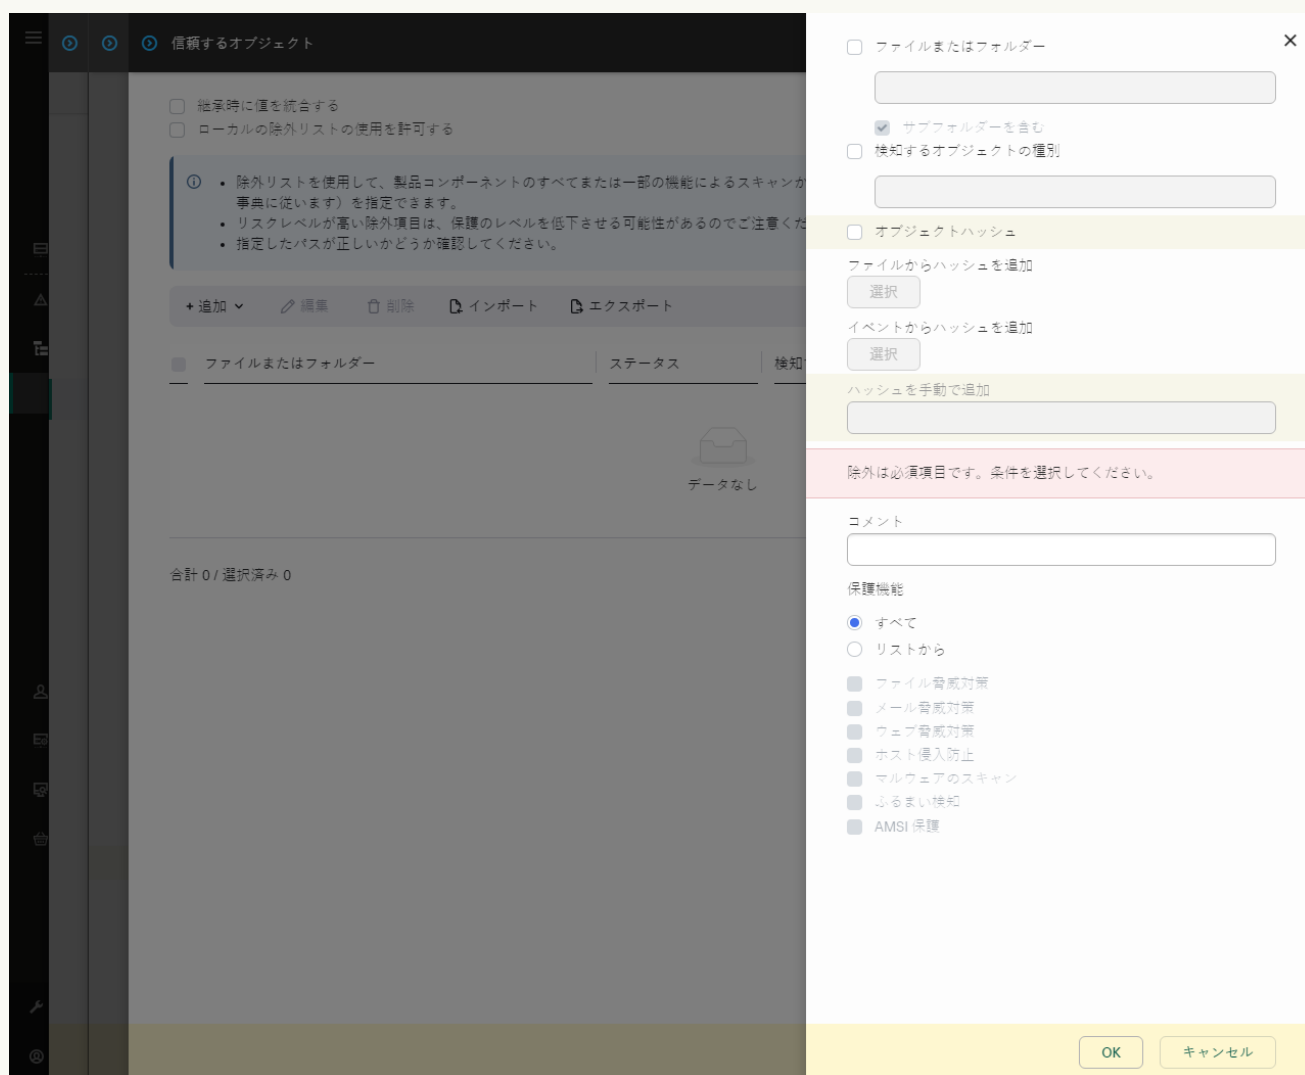 信頼するオブジェクト
継承時に値を統合する
ローカルの除外リストの使用を許可する
• 除外リストを使用して、製品コンポーネントのすべてまたは一部の機能によるスキャンか
事典に従います）を指定できます。
• リスクレベルが高い除外項目は、保護のレベルを低下させる可能性があるのでご注意くだ
• 指定したパスが正しいかどうか確認してください。
+ 追加 編集 削除 インポート エクスポート
ファイルまたはフォルダー ステータス 検知
データなし
合計 0 / 選択済み 0
ファイルまたはフォルダー
サブフォルダーを含む
検知するオブジェクトの種別
オブジェクトハッシュ
ファイルからハッシュを追加
選択
イベントからハッシュを追加
選択
ハッシュを手動で追加
除外は必須項目です。条件を選択してください。
コメント
保護機能
すべて
リストから
ファイル脅威対策
メール脅威対策
ウェブ脅威対策
ホスト侵入防止
マルウェアのスキャン
ふるまい検知
AMSI 保護
OK キャンセル